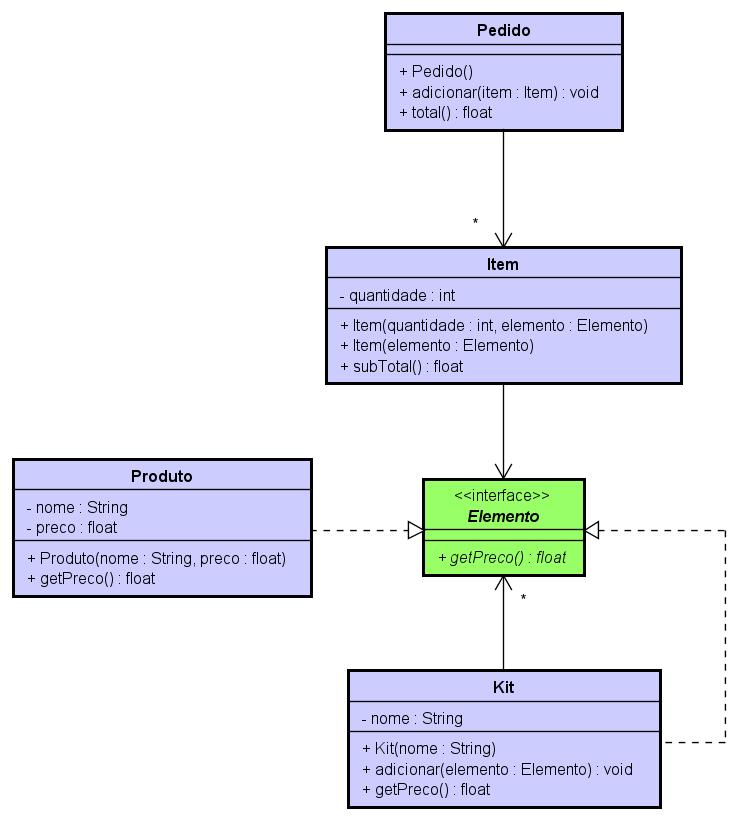 Pedido
+ Pedido()
+ adicionar(item : Item) : void
+ total() : float
*
Item
- quantidade : int
+ Item(quantidade : int, elemento : Elemento)
+ Item(elemento : Elemento)
+ subTotal() : float
Produto
- nome : String
- preco : float
+ Produto(nome : String, preco : float)
+ getPreco() : float
<<interface>>
Elemento
+ getPreco() : float
*
Kit
- nome : String
+ Kit(nome : String)
+ adicionar(elemento : Elemento) : void
+ getPreco() : float